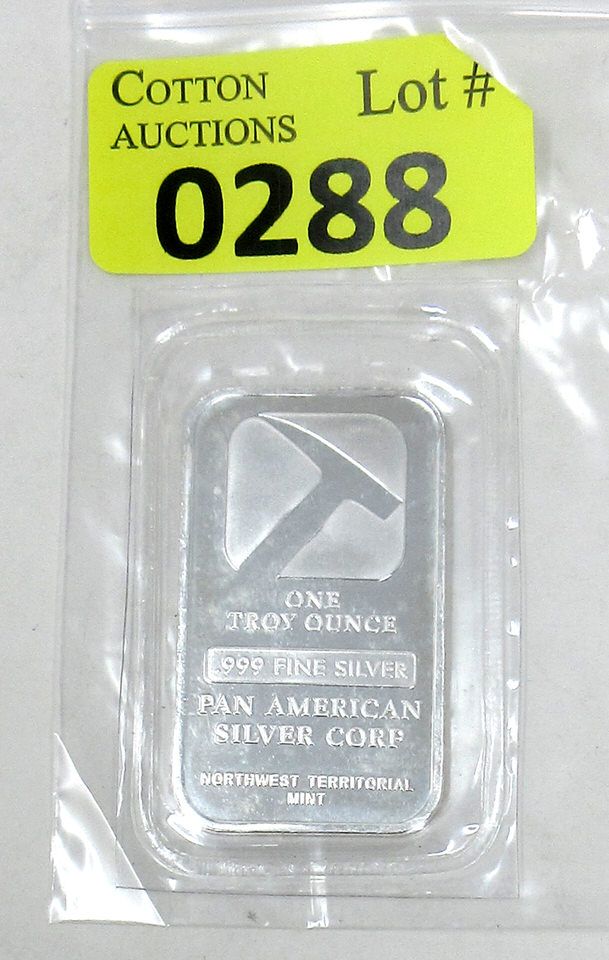 COTTON
AUCTIONS
Lot #
0288
ONE
TROY OUNCE
.999 FINE SILVER
PAN AMERICAN
SILVER CORP
NORTHWEST TERRITORIAL
MINT